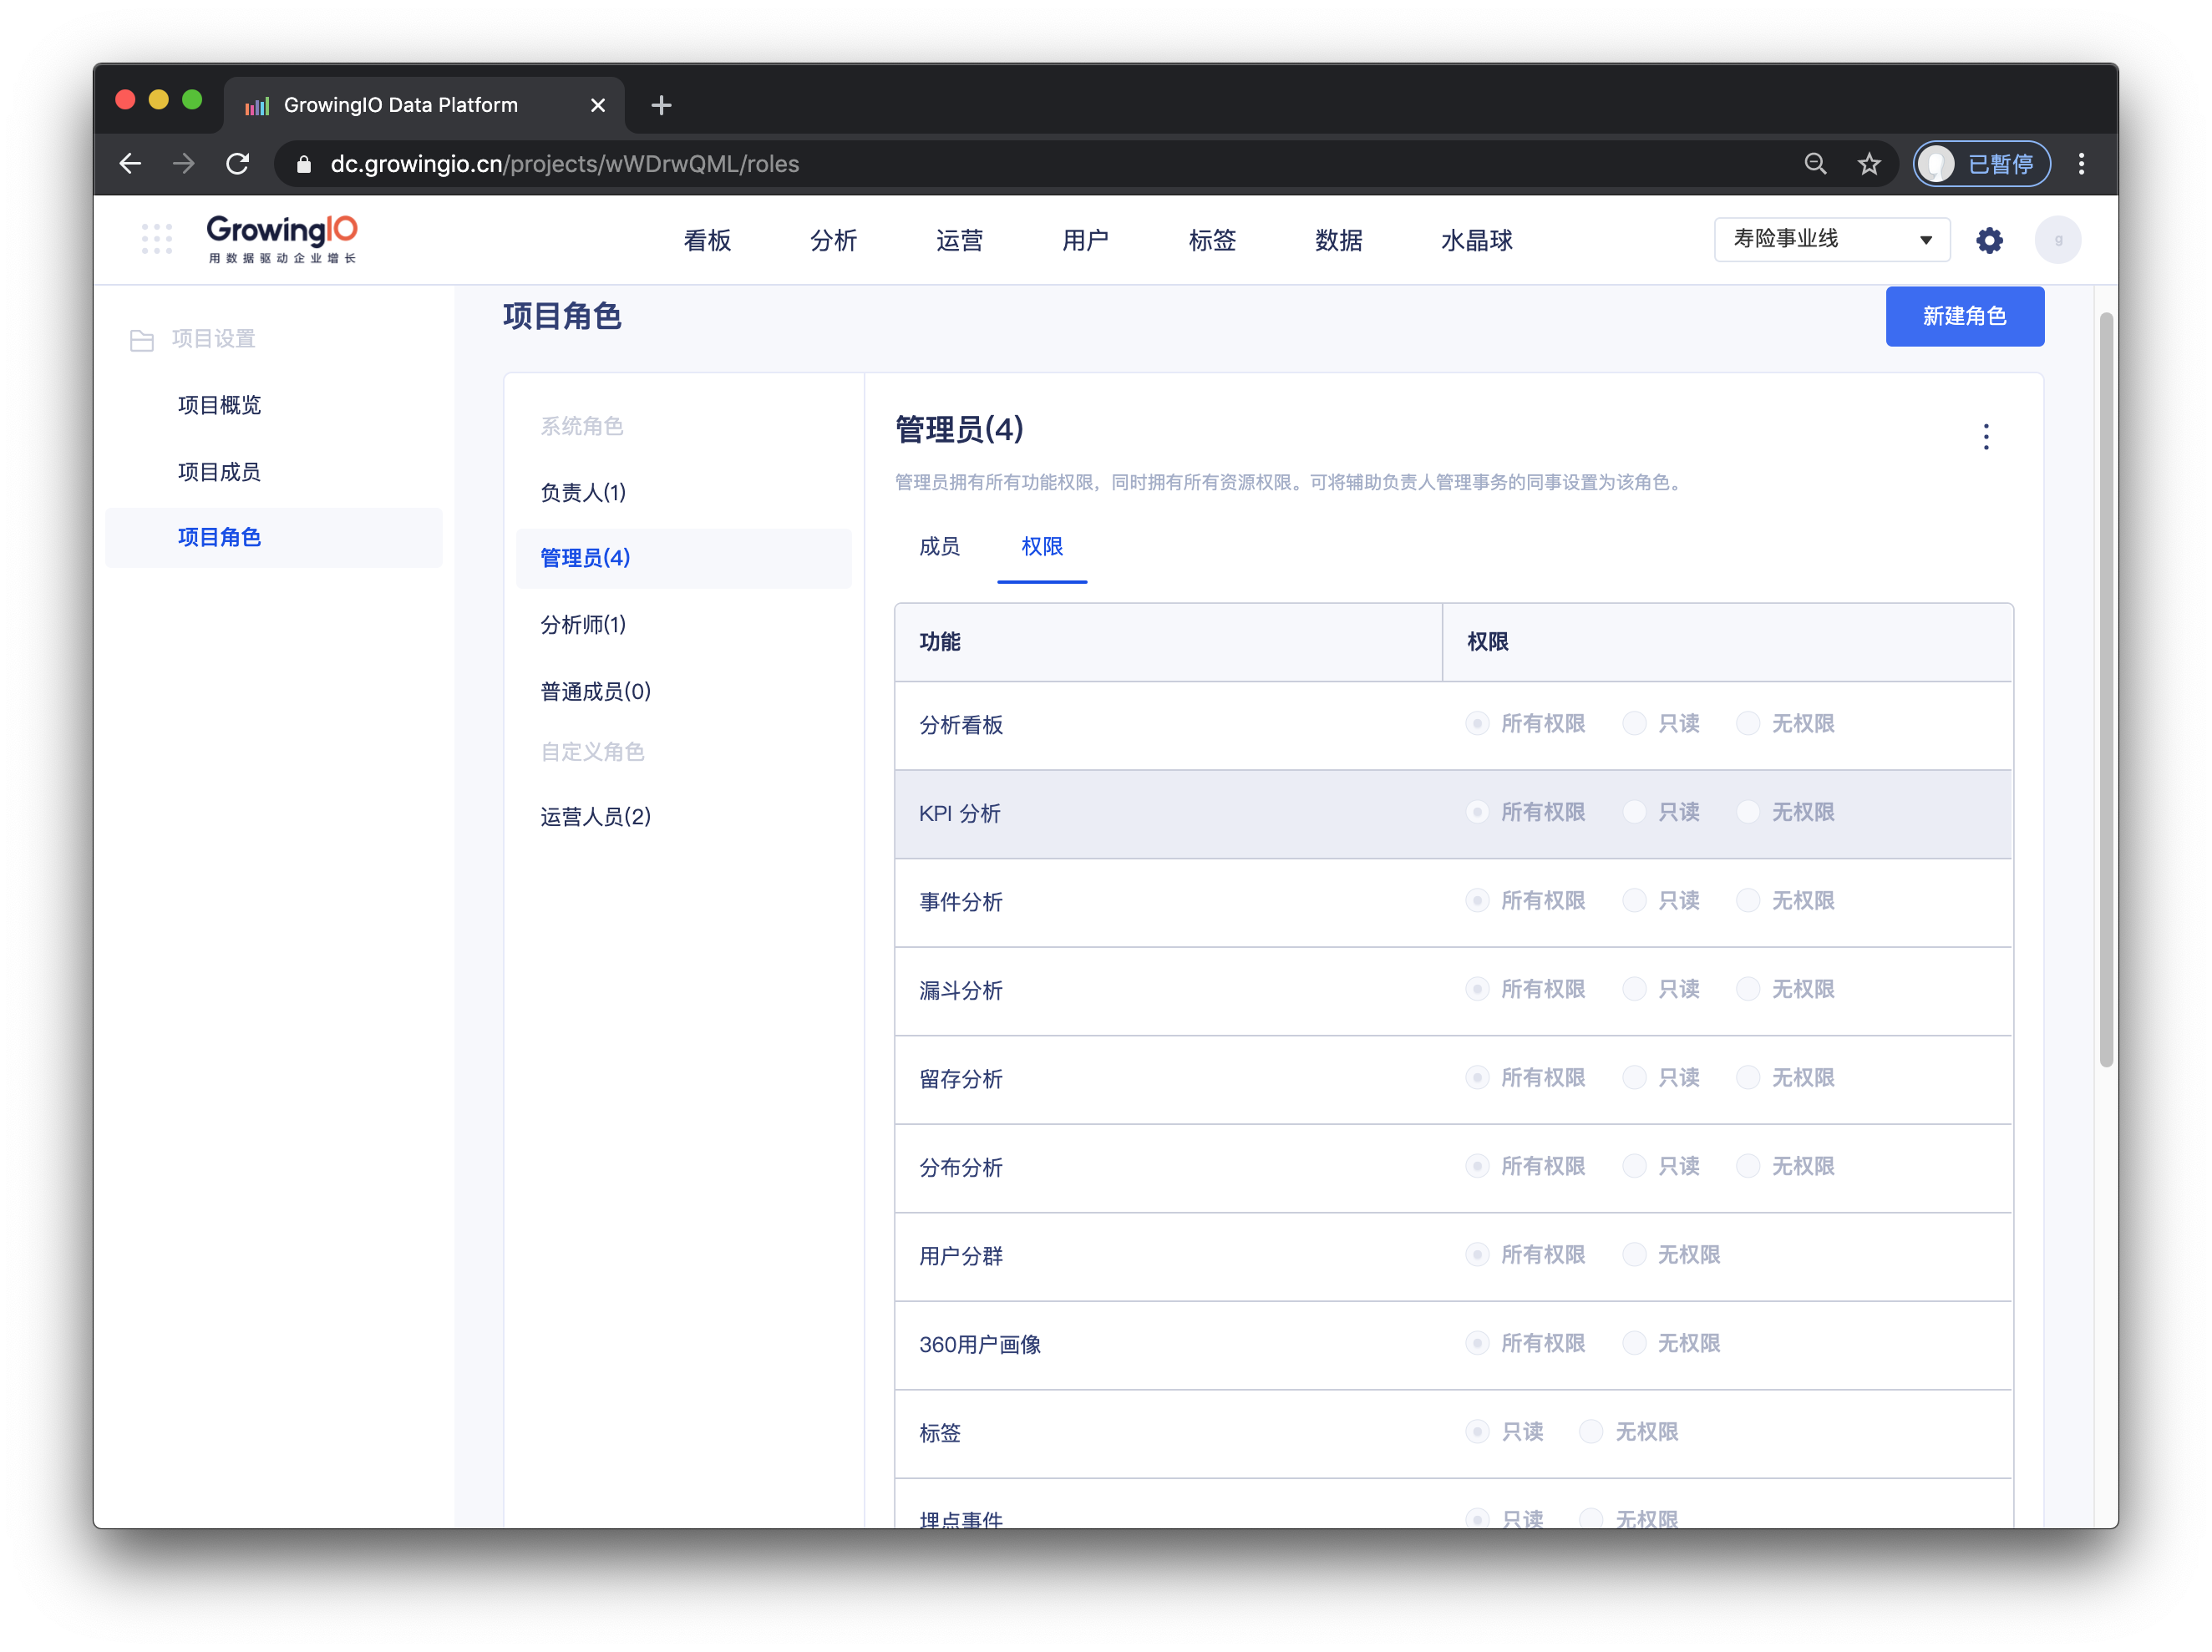 GrowingIO Data Platform
dc.growingio.cn/projects/wWDrwQML/roles
已暂停
GrowingIO
用数据驱动企业增长
看板 分析 运营 用户 标签 数据 水晶球
寿险事业线
g
项目设置
项目概览
项目成员
项目角色
项目角色
新建角色
系统角色
负责人(1)
管理员(4)
分析师(1)
普通成员(0)
自定义角色
运营人员(2)
管理员(4)
管理员拥有所有功能权限，同时拥有所有资源权限。可将辅助负责人管理事务的同事设置为该角色。
成员 权限
功能 权限
分析看板 所有权限 只读 无权限
KPI 分析 所有权限 只读 无权限
事件分析 所有权限 只读 无权限
漏斗分析 所有权限 只读 无权限
留存分析 所有权限 只读 无权限
分布分析 所有权限 只读 无权限
用户分群 所有权限 无权限
360用户画像 所有权限 无权限
标签 只读 无权限
埋点事件 只读 无权限